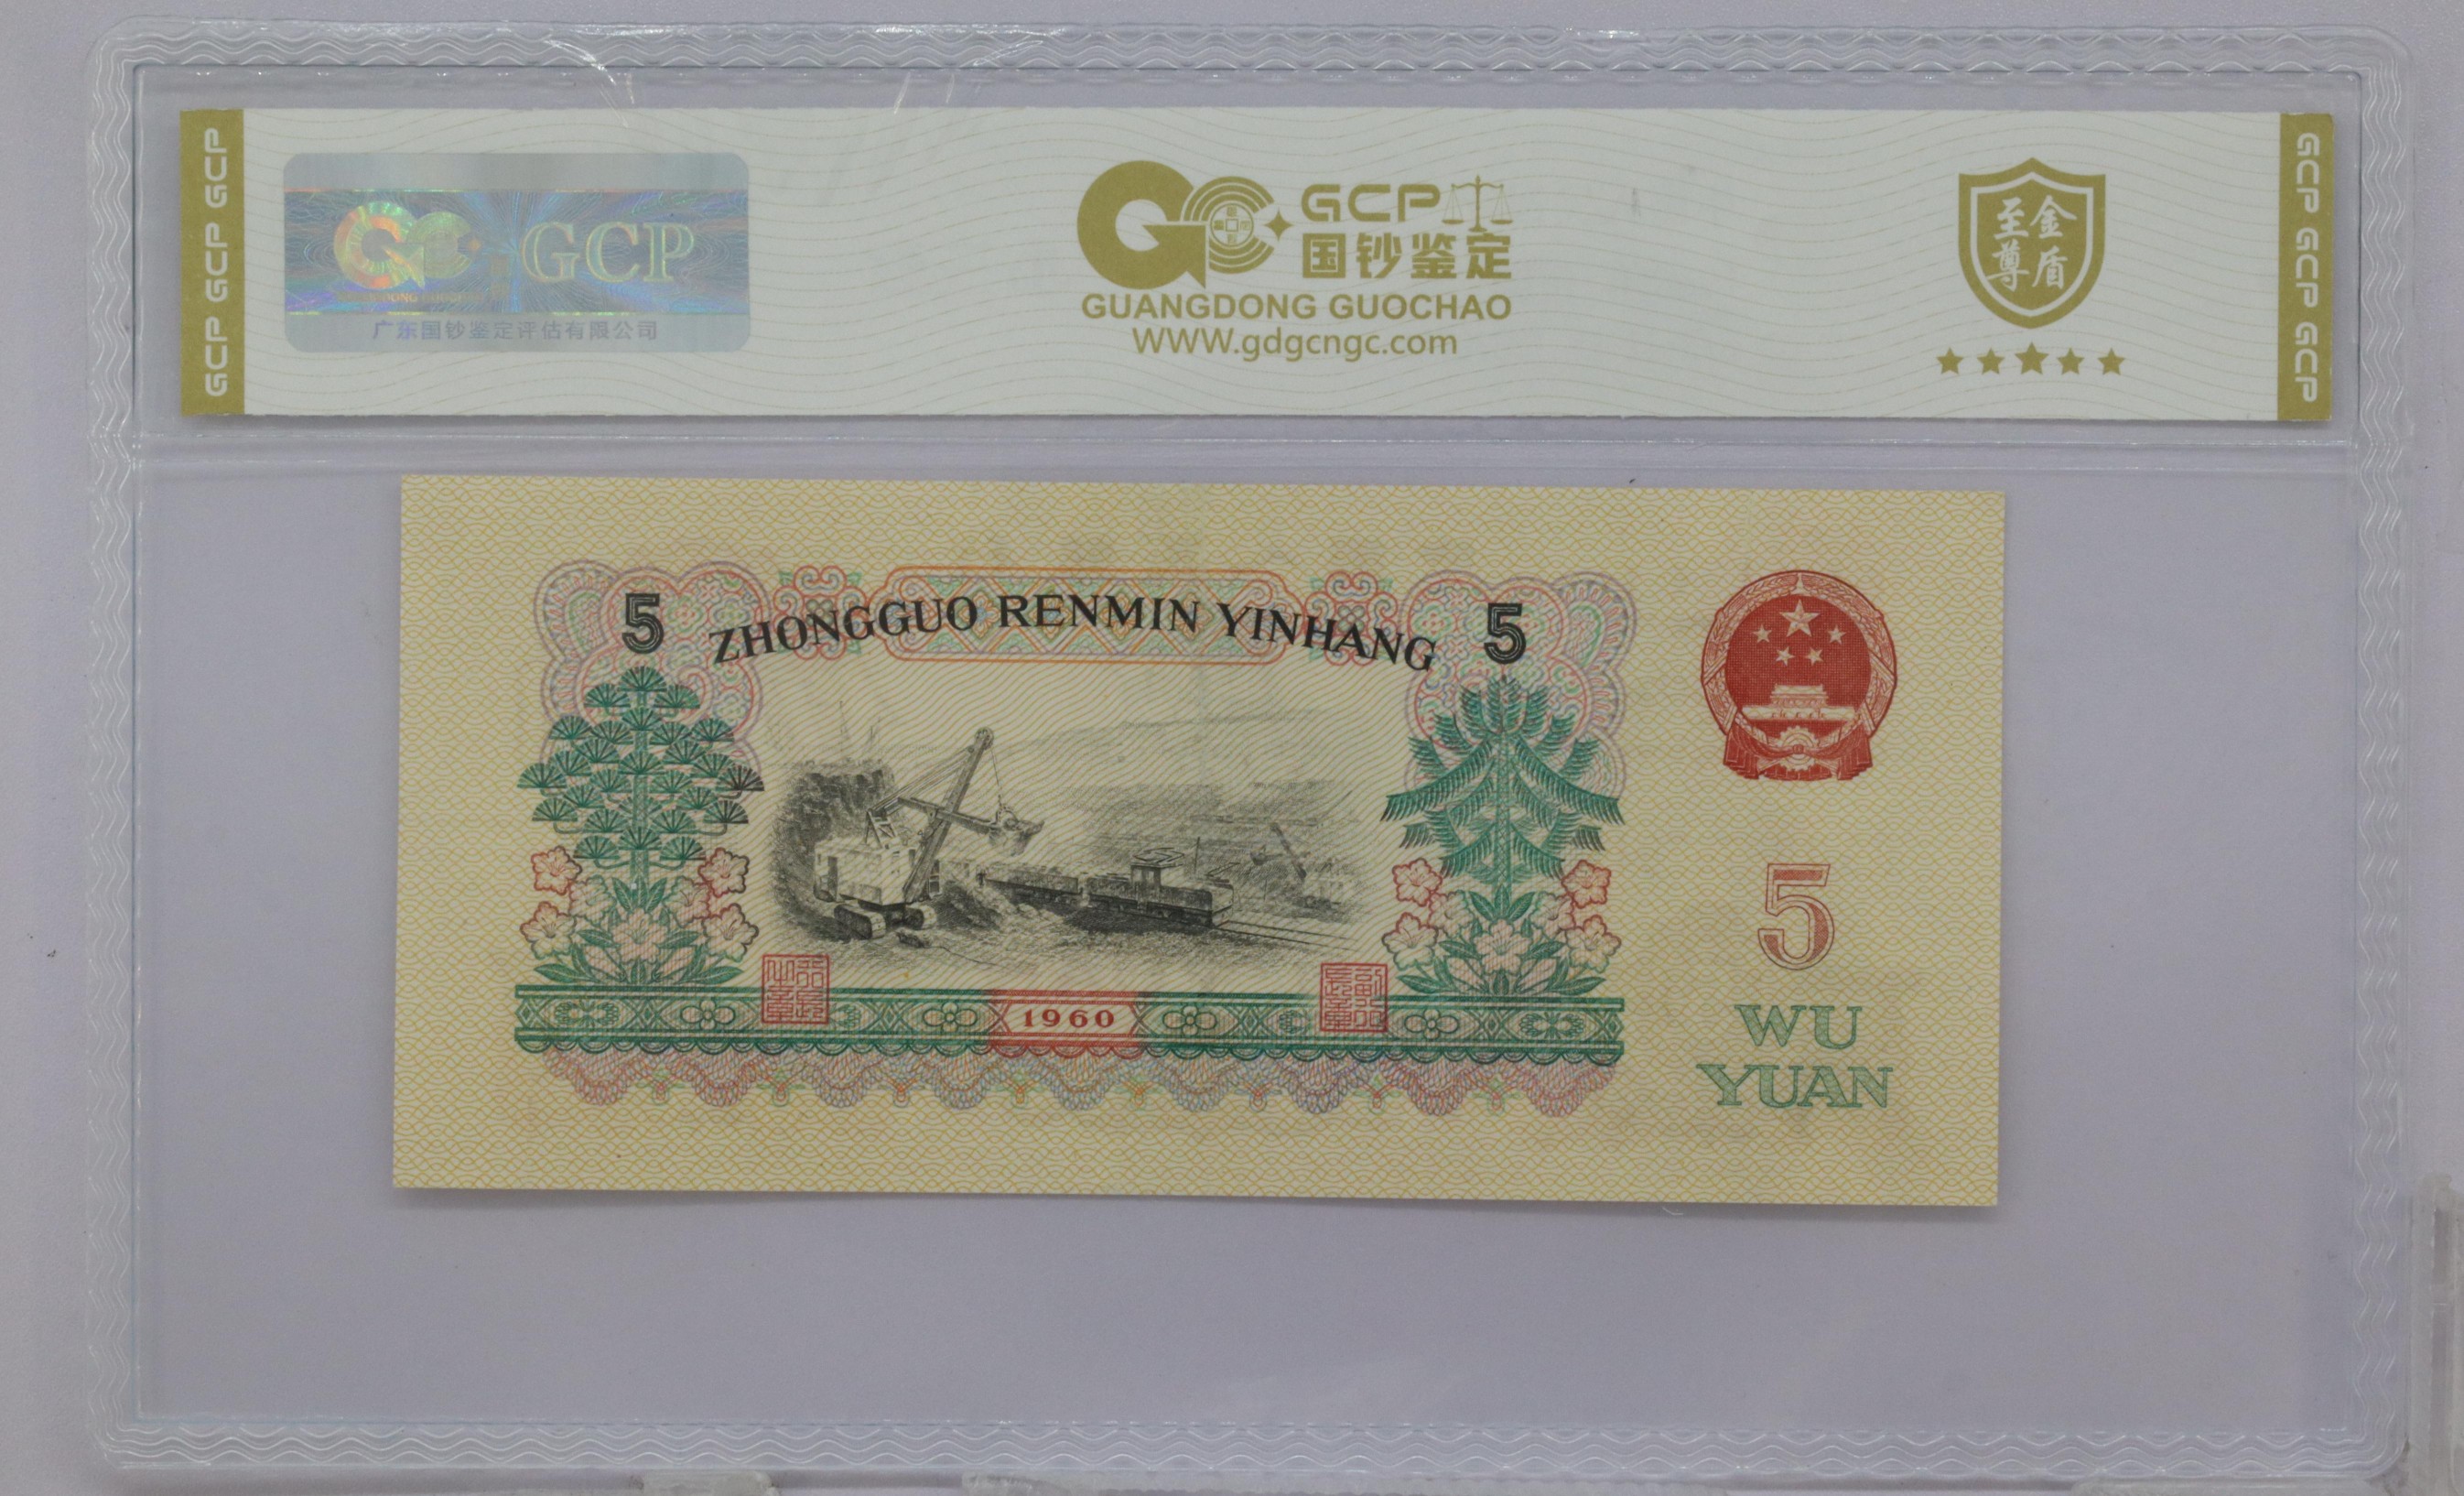 GCP GCP GCP
GCP
GUANGDONG GUOCHAO
广东国钞鉴定评估有限公司
GCP
国钞鉴定
GUANGDONG GUOCHAO
WWW.gdgcngc.com
至尊
金盾
GCP GCP GCP
5
ZHONGGUO RENMIN YINHANG
5
1960
5
WU
YUAN